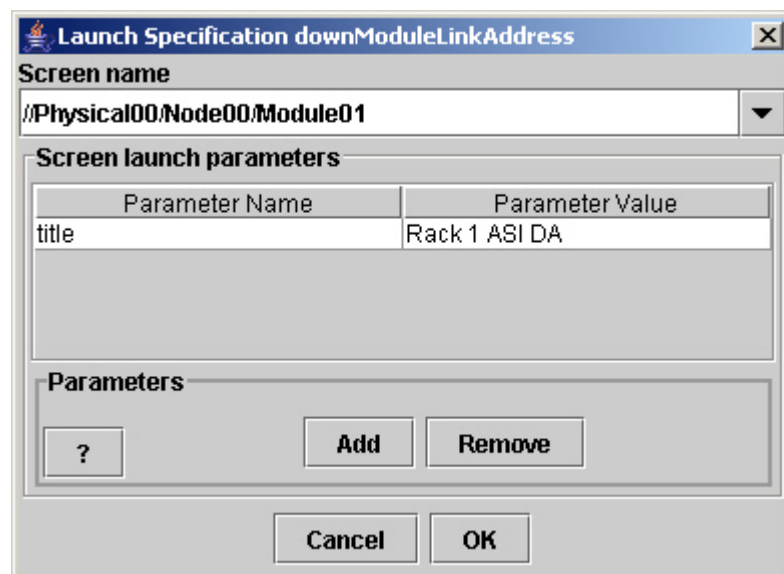 Launch Specification downModuleLinkAddress
Screen name
//Physical00/Node00/Module01
Screen launch parameters
Parameter Name Parameter Value
title Rack 1 ASI DA
Parameters
? Add Remove
Cancel OK